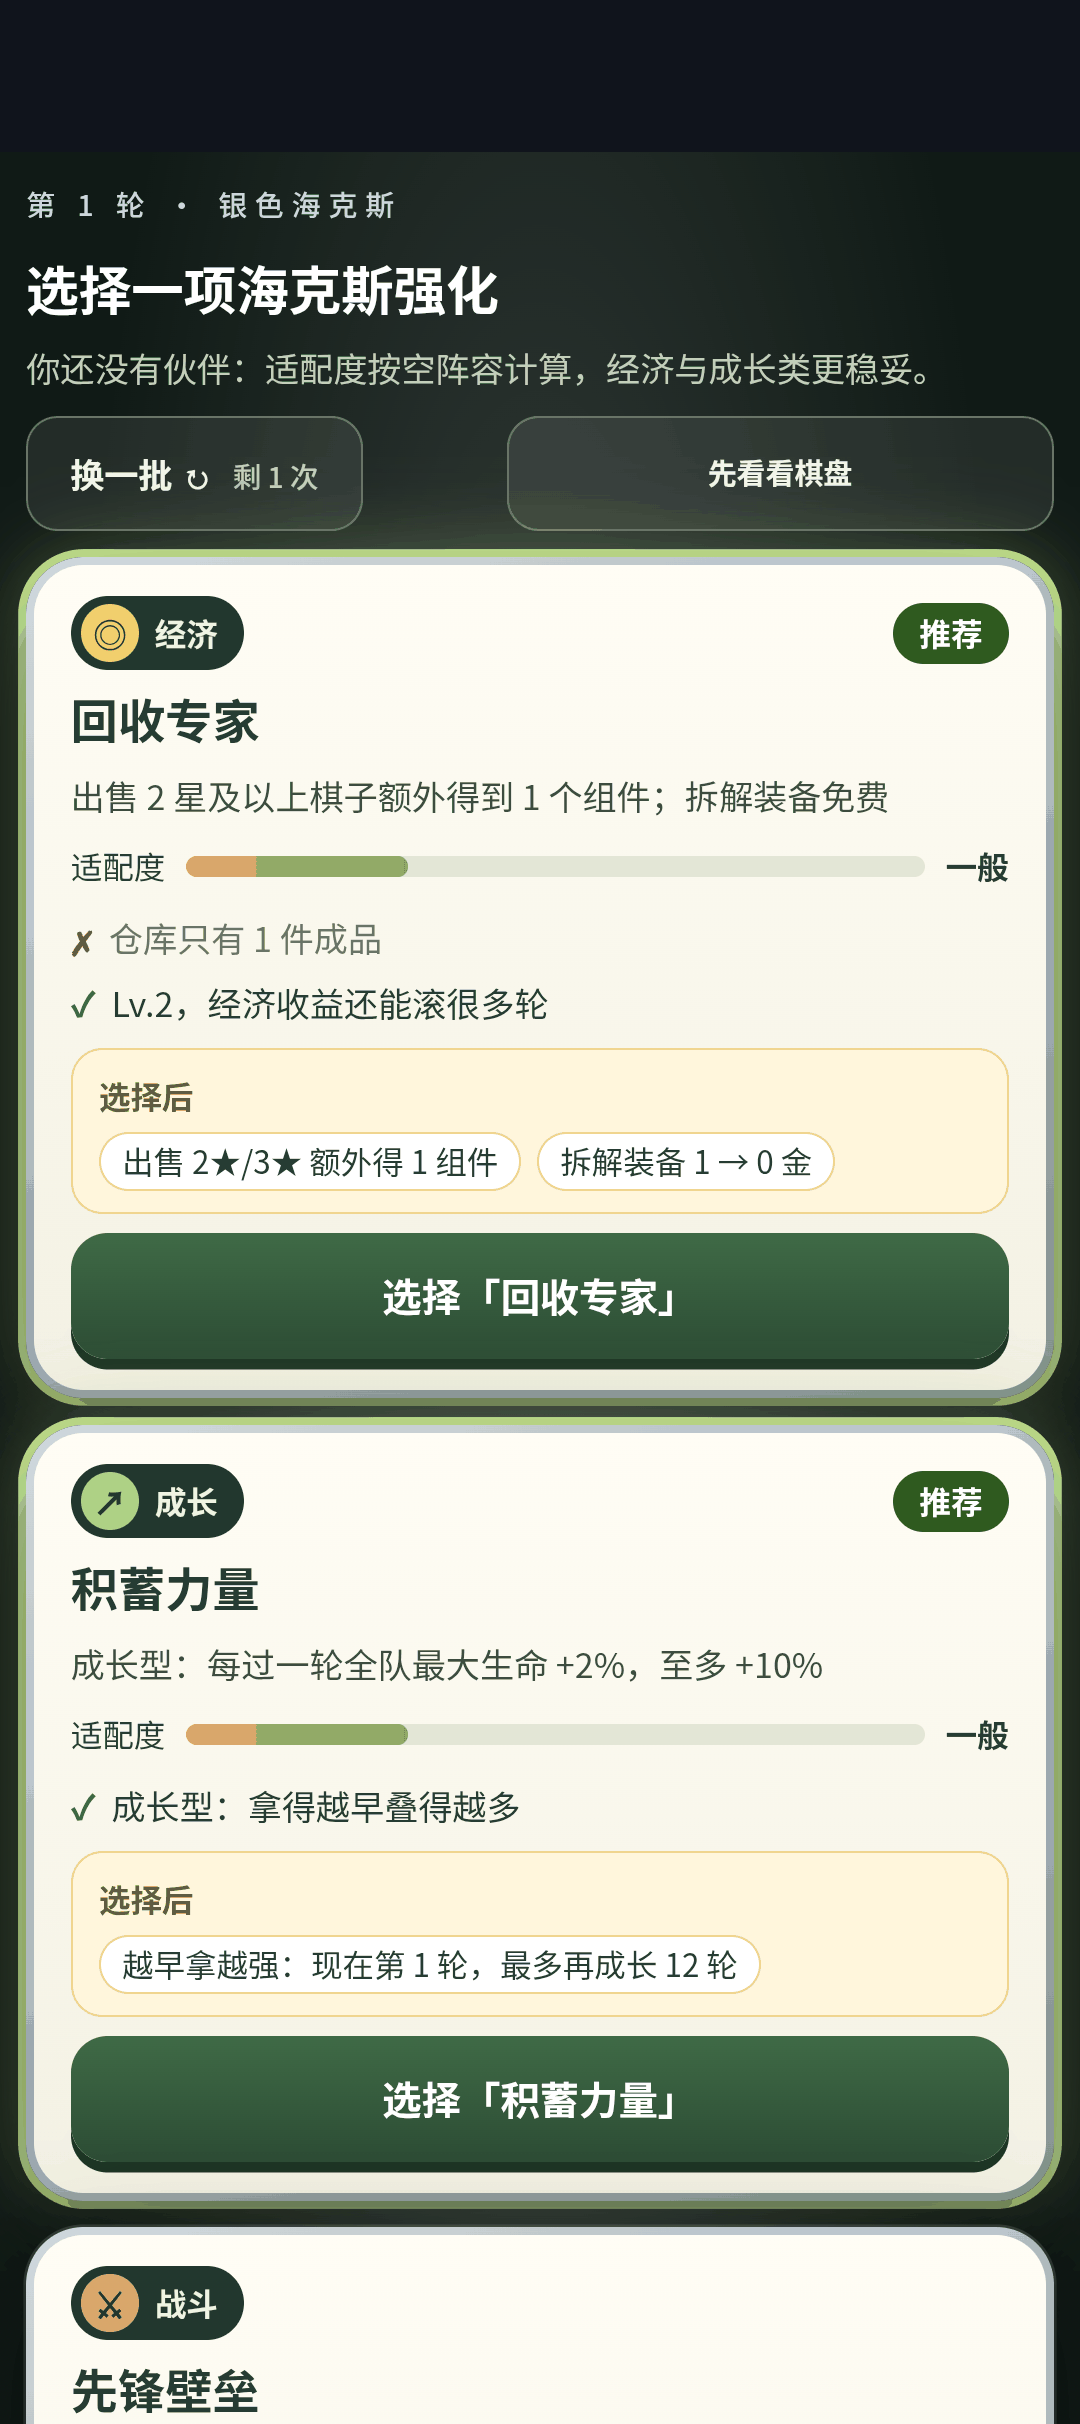 第 1 轮 · 银色海克斯
选择一项海克斯强化
你还没有伙伴：适配度按空阵容计算，经济与成长类更稳妥。
换一批 ↻ 剩 1 次
先看看棋盘
◎ 经济
推荐
回收专家
出售 2 星及以上棋子额外得到 1 个组件；拆解装备免费
适配度
一般
✗ 仓库只有 1 件成品
✓ Lv.2，经济收益还能滚很多轮
选择后
出售 2★/3★ 额外得 1 组件
拆解装备 1 → 0 金
选择「回收专家」
↗ 成长
推荐
积蓄力量
成长型：每过一轮全队最大生命 +2%，至多 +10%
适配度
一般
✓ 成长型：拿得越早叠得越多
选择后
越早拿越强：现在第 1 轮，最多再成长 12 轮
选择「积蓄力量」
⚔ 战斗
先锋壁垒